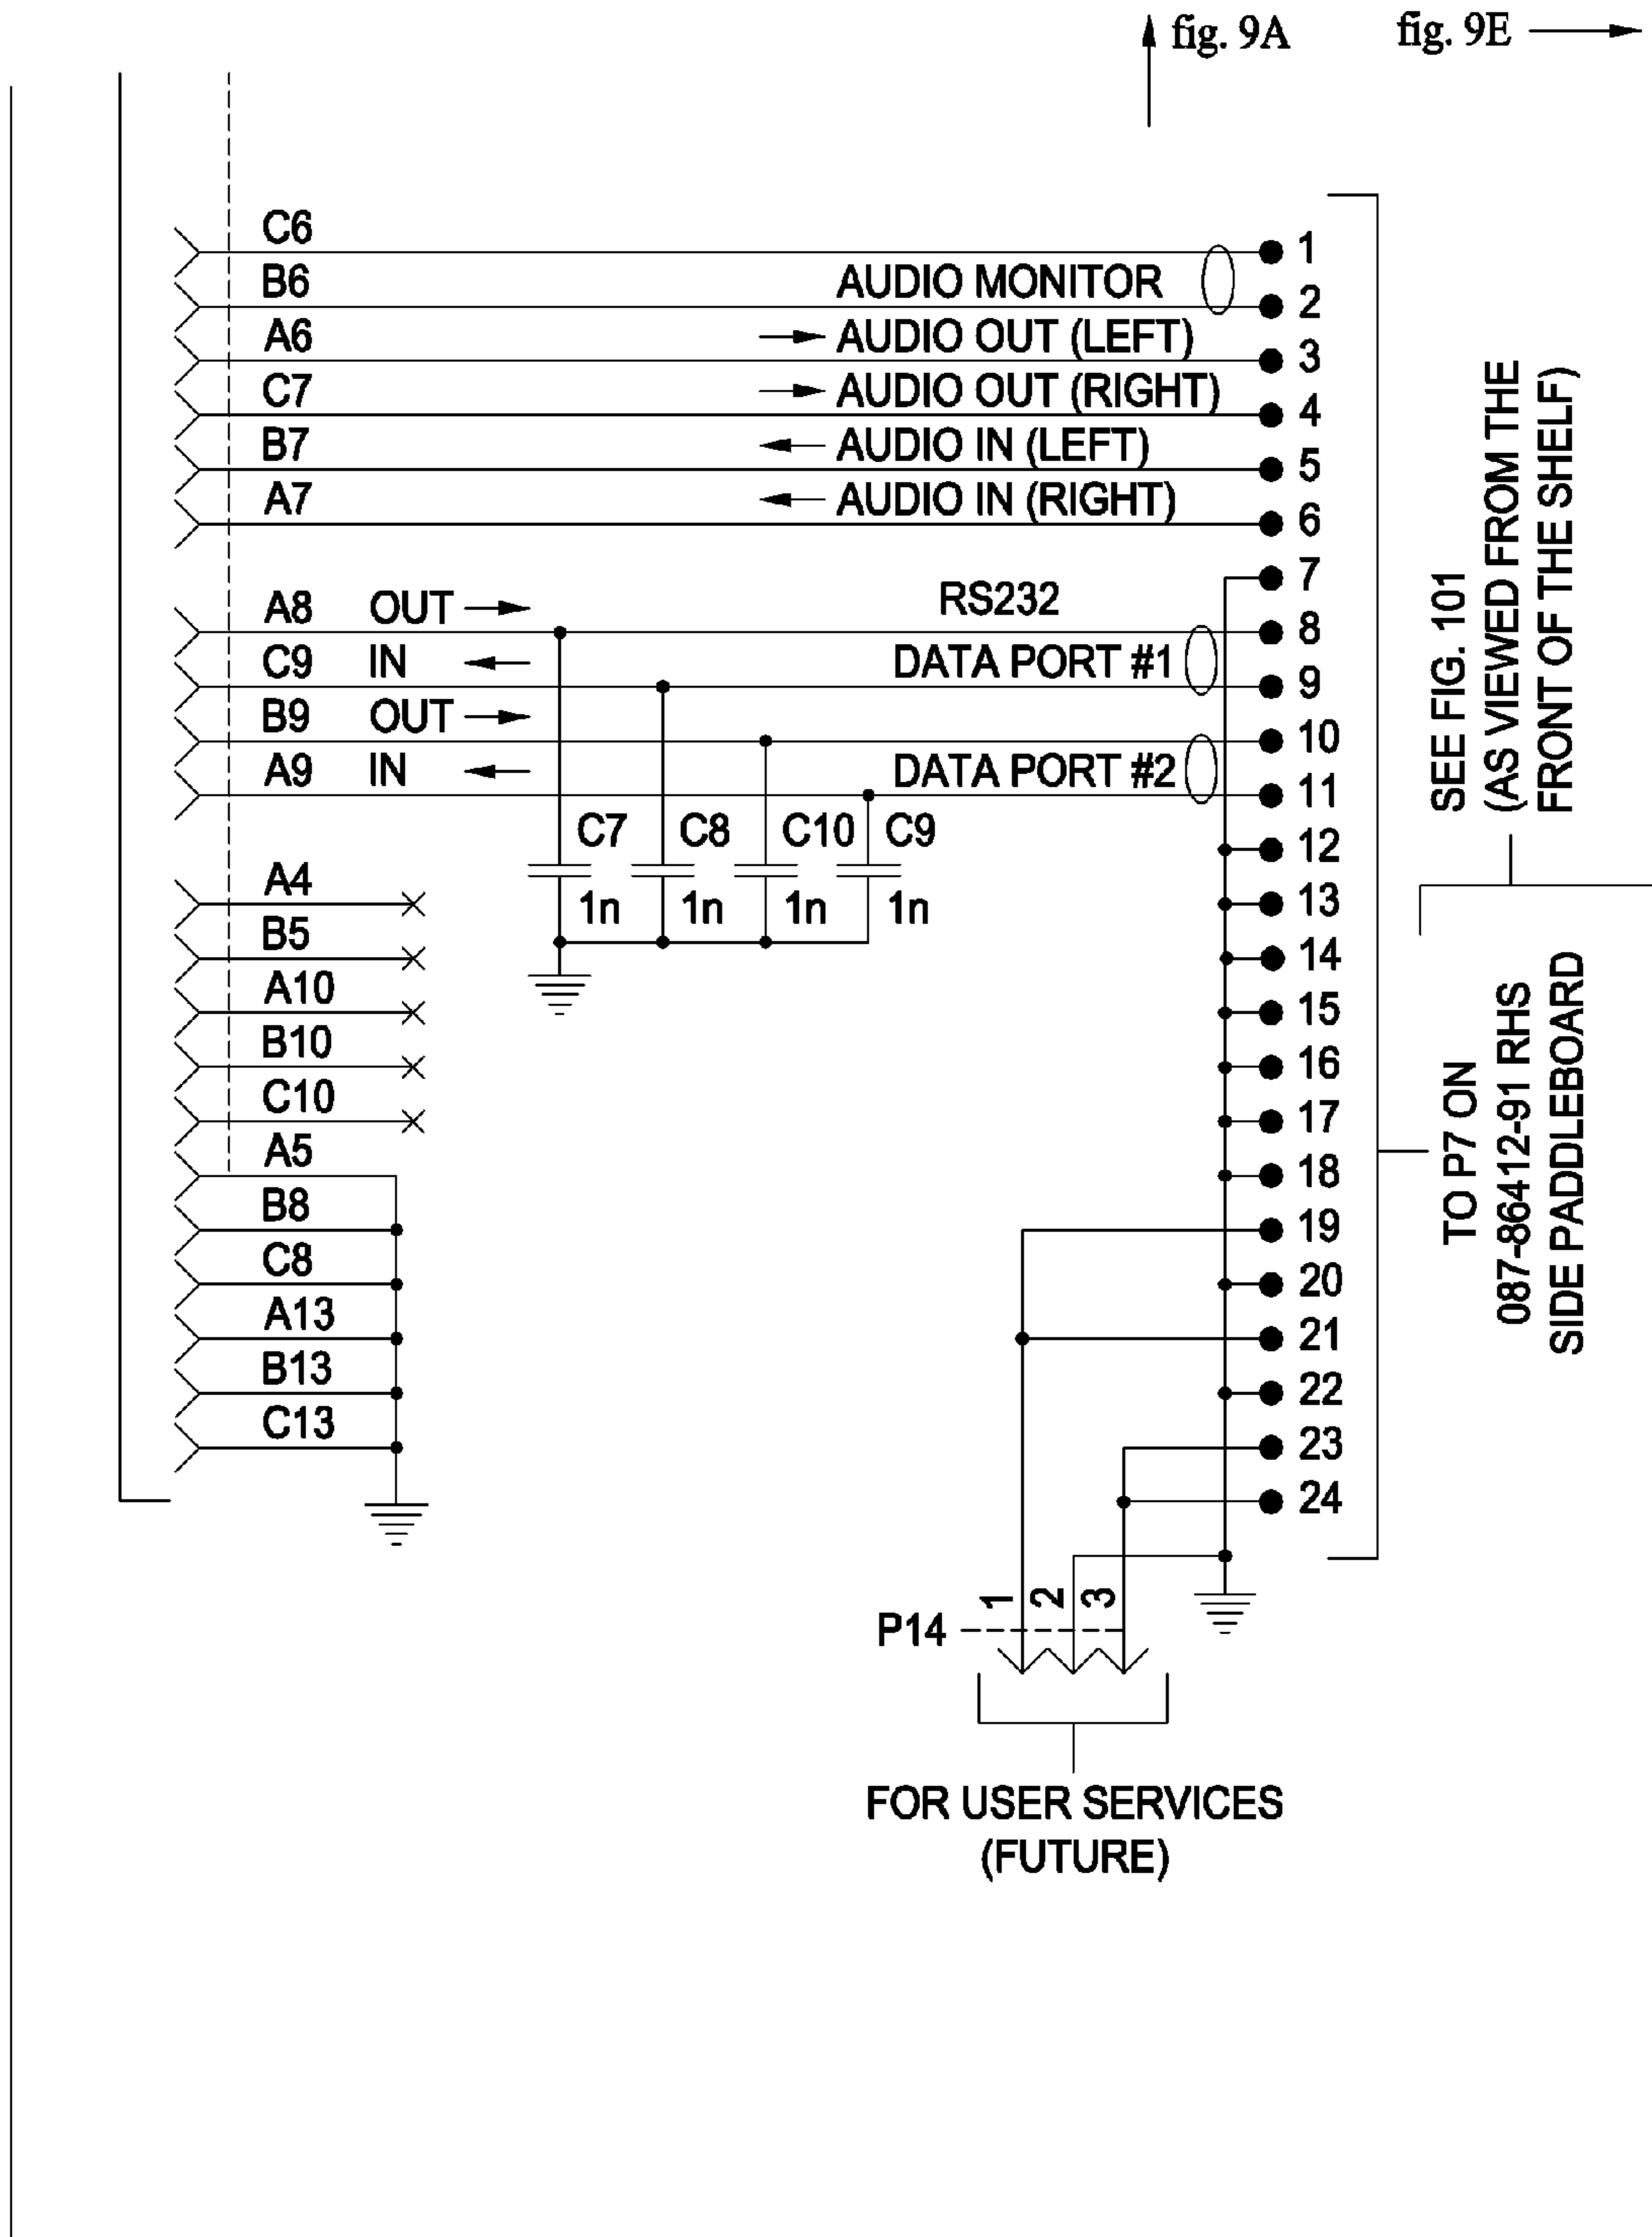 fig. 9A
fig. 9E
C6
1
B6
AUDIO MONITOR
2
A6
AUDIO OUT (LEFT)
3
C7
AUDIO OUT (RIGHT)
4
B7
AUDIO IN (LEFT)
5
A7
AUDIO IN (RIGHT)
6
7
A8
OUT
RS232
8
C9
IN
DATA PORT #1
9
B9
OUT
10
A9
IN
DATA PORT #2
11
C7
C8
C10
C9
1n
1n
1n
1n
12
A4
13
B5
14
A10
15
B10
16
C10
17
A5
18
B8
19
C8
20
A13
21
B13
22
C13
23
24
SEE FIG. 101
(AS VIEWED FROM THE
FRONT OF THE SHELF)
TO P7 ON
087-86412-91 RHS
SIDE PADDLEBOARD
1
2
3
P14
FOR USER SERVICES
(FUTURE)